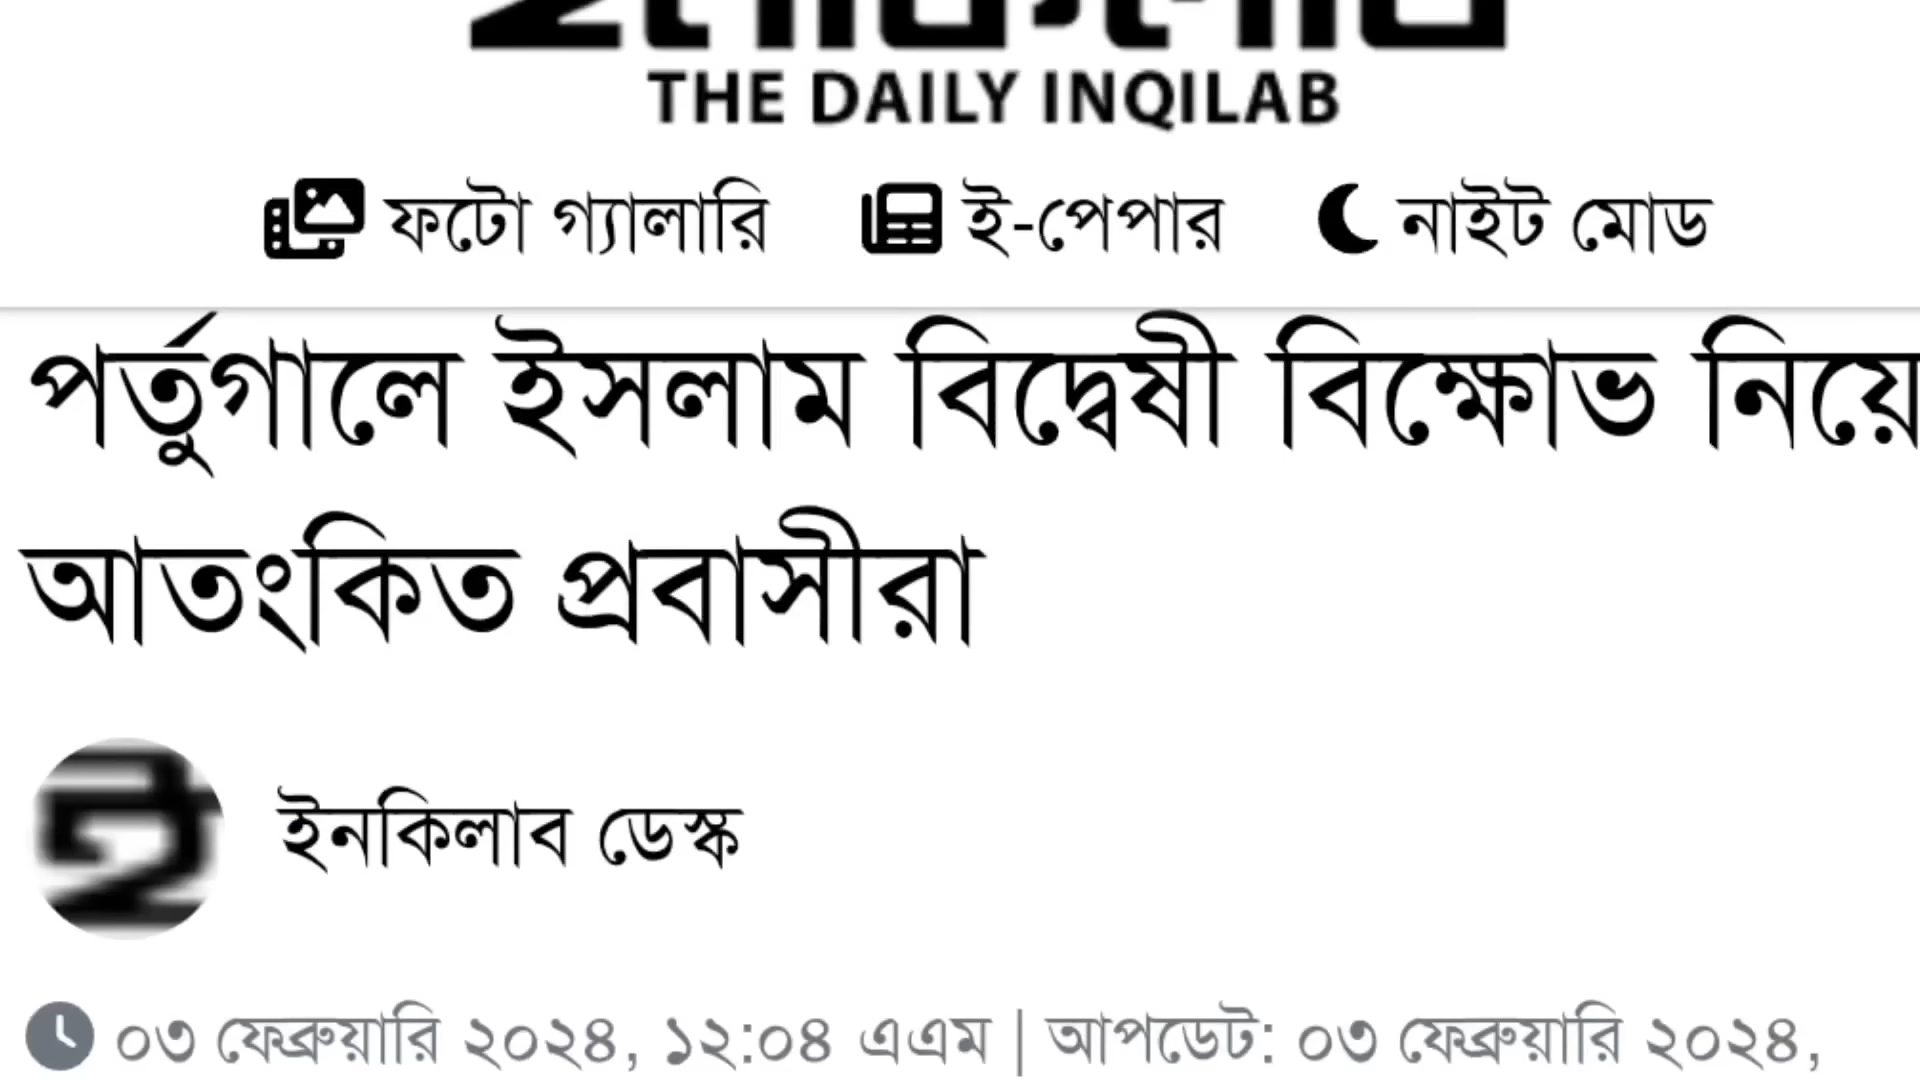 THE DAILY INQILAB
ফটো গ্যালারি ই-পেপার নাইট মোড
পর্তুগালে ইসলাম বিদ্বেষী বিক্ষোভ নিয়ে
আতংকিত প্রবাসীরা
ইনকিলাব ডেস্ক
০৩ ফেব্রুয়ারি ২০২৪, ১২:০৪ এএম | আপডেট: ০৩ ফেব্রুয়ারি ২০২৪,